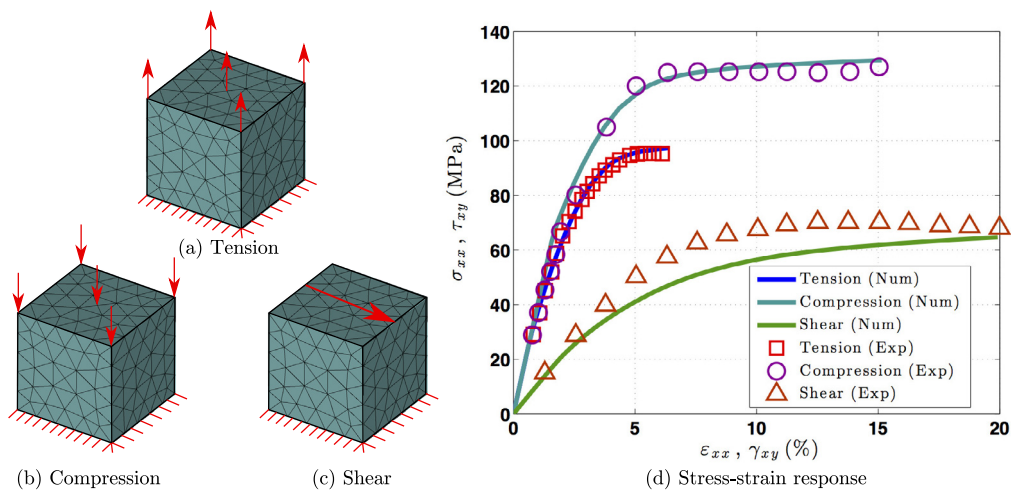 (a) Tension
(b) Compression
(c) Shear
140
120
100
80
60
40
20
0
σxx , τxy (MPa)
0 5 10 15 20
εxx , γxy (%)
Tension (Num)
Compression (Num)
Shear (Num)
Tension (Exp)
Compression (Exp)
Shear (Exp)
(d) Stress-strain response